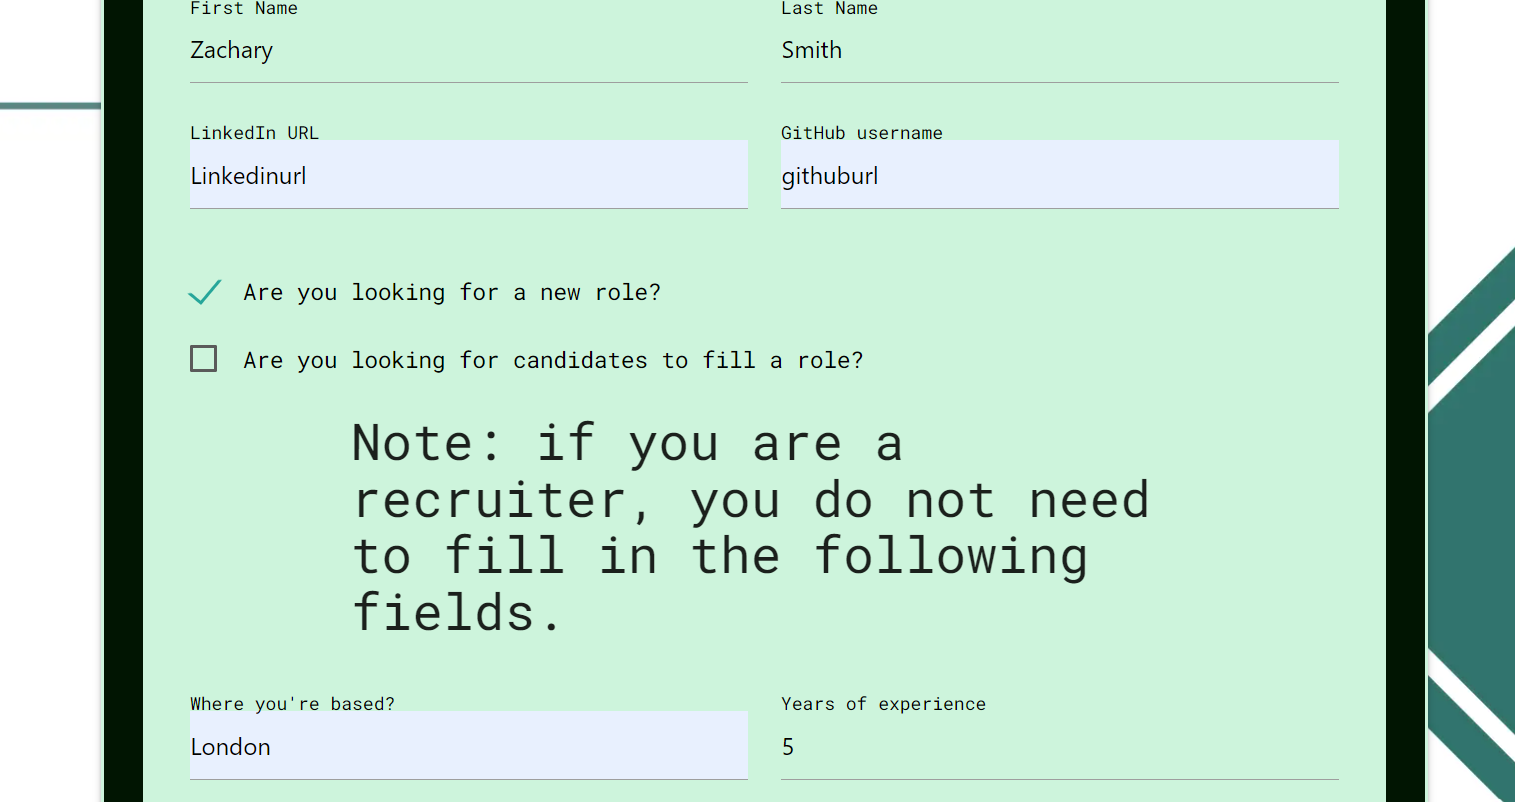 First Name
Last Name
Zachary
Smith
LinkedIn URL
GitHub username
Linkedinurl
githuburl
Are you looking for a new role?
Are you looking for candidates to fill a role?
Note: if you are a
recruiter, you do not need
to fill in the following
fields.
Where you're based?
Years of experience
London
5